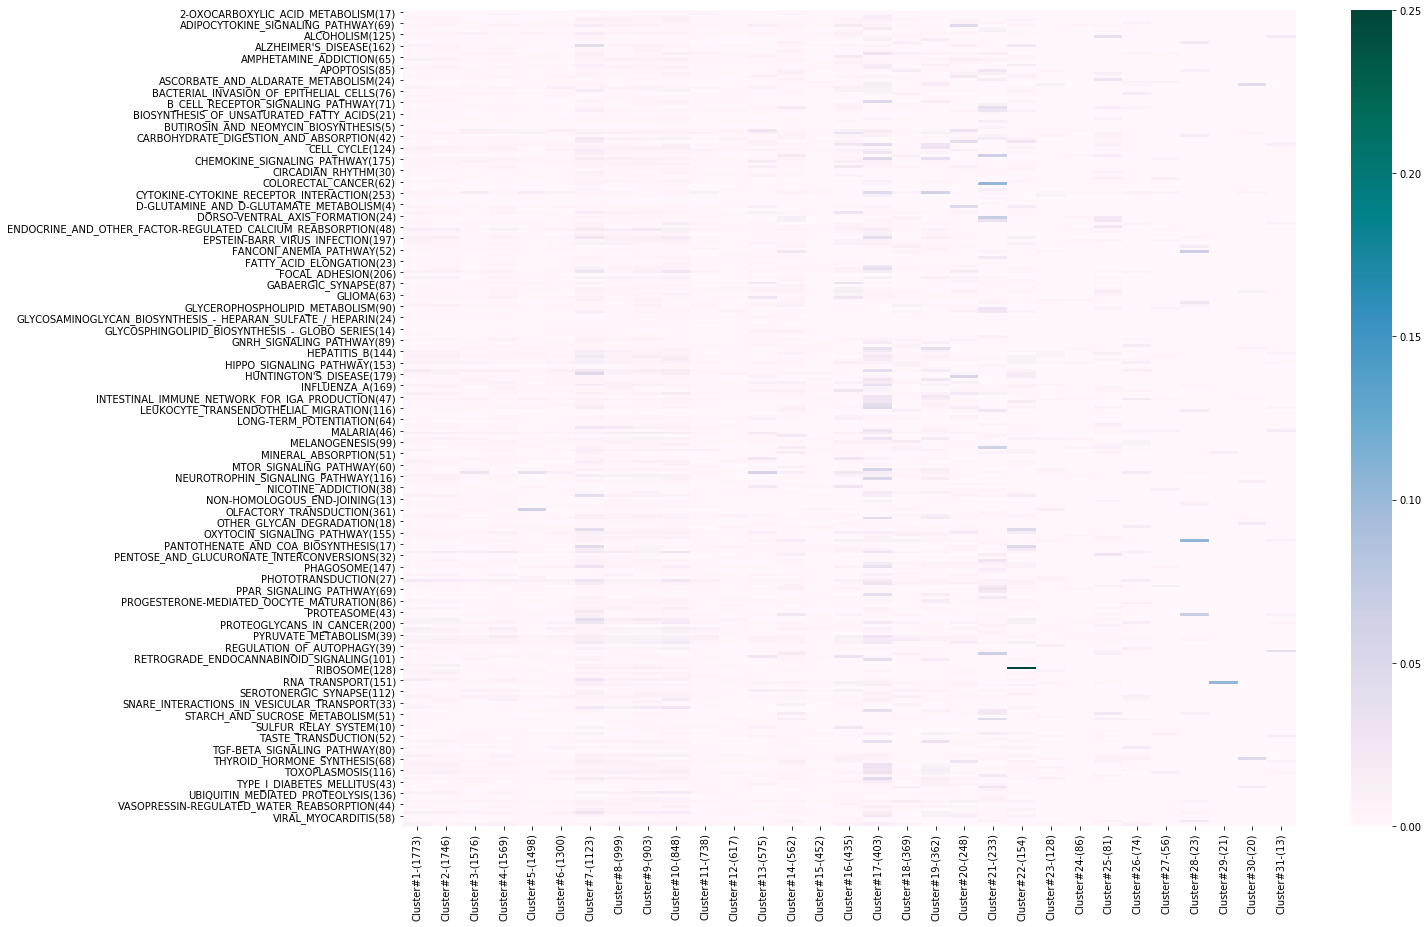 2-OXOCARBOXYLIC_ACID_METABOLISM(17)
ADIPOCYTOKINE_SIGNALING_PATHWAY(69)
ALCOHOLISM(125)
ALZHEIMER'S_DISEASE(162)
AMPHETAMINE_ADDICTION(65)
APOPTOSIS(85)
ASCORBATE_AND_ALDARATE_METABOLISM(24)
BACTERIAL_INVASION_OF_EPITHELIAL_CELLS(76)
B_CELL_RECEPTOR_SIGNALING_PATHWAY(71)
BIOSYNTHESIS_OF_UNSATURATED_FATTY_ACIDS(21)
BUTIROSIN_AND_NEOMYCIN_BIOSYNTHESIS(5)
CARBOHYDRATE_DIGESTION_AND_ABSORPTION(42)
CELL_CYCLE(124)
CHEMOKINE_SIGNALING_PATHWAY(175)
CIRCADIAN_RHYTHM(30)
COLORECTAL_CANCER(62)
CYTOKINE-CYTOKINE_RECEPTOR_INTERACTION(253)
D-GLUTAMINE_AND_D-GLUTAMATE_METABOLISM(4)
DORSO-VENTRAL_AXIS_FORMATION(24)
ENDOCRINE_AND_OTHER_FACTOR-REGULATED_CALCIUM_REABSORPTION(48)
EPSTEIN-BARR_VIRUS_INFECTION(197)
FANCONI_ANEMIA_PATHWAY(52)
FATTY_ACID_ELONGATION(23)
FOCAL_ADHESION(206)
GABAERGIC_SYNAPSE(87)
GLIOMA(63)
GLYCEROPHOSPHOLIPID_METABOLISM(90)
GLYCOSAMINOGLYCAN_BIOSYNTHESIS_-_HEPARAN_SULFATE_/_HEPARIN(24)
GLYCOSPHINGOLIPID_BIOSYNTHESIS_-_GLOBO_SERIES(14)
GNRH_SIGNALING_PATHWAY(89)
HEPATITIS_B(144)
HIPPO_SIGNALING_PATHWAY(153)
HUNTINGTON'S_DISEASE(179)
INFLUENZA_A(169)
INTESTINAL_IMMUNE_NETWORK_FOR_IGA_PRODUCTION(47)
LEUKOCYTE_TRANSENDOTHELIAL_MIGRATION(116)
LONG-TERM_POTENTIATION(64)
MALARIA(46)
MELANOGENESIS(99)
MINERAL_ABSORPTION(51)
MTOR_SIGNALING_PATHWAY(60)
NEUROTROPHIN_SIGNALING_PATHWAY(116)
NICOTINE_ADDICTION(38)
NON-HOMOLOGOUS_END-JOINING(13)
OLFACTORY_TRANSDUCTION(361)
OTHER_GLYCAN_DEGRADATION(18)
OXYTOCIN_SIGNALING_PATHWAY(155)
PANTOTHENATE_AND_COA_BIOSYNTHESIS(17)
PENTOSE_AND_GLUCURONATE_INTERCONVERSIONS(32)
PHAGOSOME(147)
PHOTOTRANSDUCTION(27)
PPAR_SIGNALING_PATHWAY(69)
PROGESTERONE-MEDIATED_OOCYTE_MATURATION(86)
PROTEASOME(43)
PROTEOGLYCANS_IN_CANCER(200)
PYRUVATE_METABOLISM(39)
REGULATION_OF_AUTOPHAGY(39)
RETROGRADE_ENDOCANNABINOID_SIGNALING(101)
RIBOSOME(128)
RNA_TRANSPORT(151)
SEROTONERGIC_SYNAPSE(112)
SNARE_INTERACTIONS_IN_VESICULAR_TRANSPORT(33)
STARCH_AND_SUCROSE_METABOLISM(51)
SULFUR_RELAY_SYSTEM(10)
TASTE_TRANSDUCTION(52)
TGF-BETA_SIGNALING_PATHWAY(80)
THYROID_HORMONE_SYNTHESIS(68)
TOXOPLASMOSIS(116)
TYPE_I_DIABETES_MELLITUS(43)
UBIQUITIN_MEDIATED_PROTEOLYSIS(136)
VASOPRESSIN-REGULATED_WATER_REABSORPTION(44)
VIRAL_MYOCARDITIS(58)
Cluster#1-(1773)
Cluster#2-(1746)
Cluster#3-(1576)
Cluster#4-(1569)
Cluster#5-(1498)
Cluster#6-(1300)
Cluster#7-(1123)
Cluster#8-(999)
Cluster#9-(903)
Cluster#10-(848)
Cluster#11-(738)
Cluster#12-(617)
Cluster#13-(575)
Cluster#14-(562)
Cluster#15-(452)
Cluster#16-(435)
Cluster#17-(403)
Cluster#18-(369)
Cluster#19-(362)
Cluster#20-(248)
Cluster#21-(233)
Cluster#22-(154)
Cluster#23-(128)
Cluster#24-(86)
Cluster#25-(81)
Cluster#26-(74)
Cluster#27-(56)
Cluster#28-(23)
Cluster#29-(21)
Cluster#30-(20)
Cluster#31-(13)
0.25
0.20
0.15
0.10
0.05
0.00